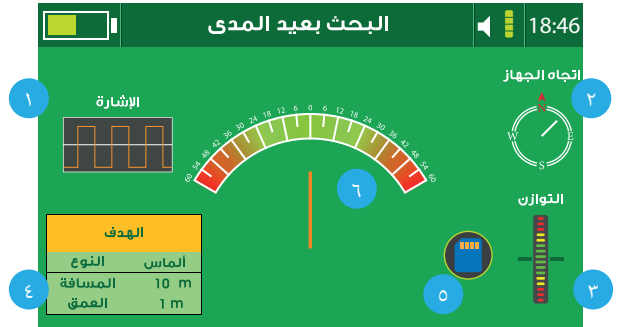 البحث بعيد المدى
18:46
١
الإشارة
اتجاه الجهاز
٢
N
W E
S
60 54 48 42 36 30 24 18 12 6 0 6 12 18 24 30 36 42 48 54 60
٦
التوازن
الهدف
النوع ألماس
المسافة 10 m
العمق 1 m
٤
٥
٣